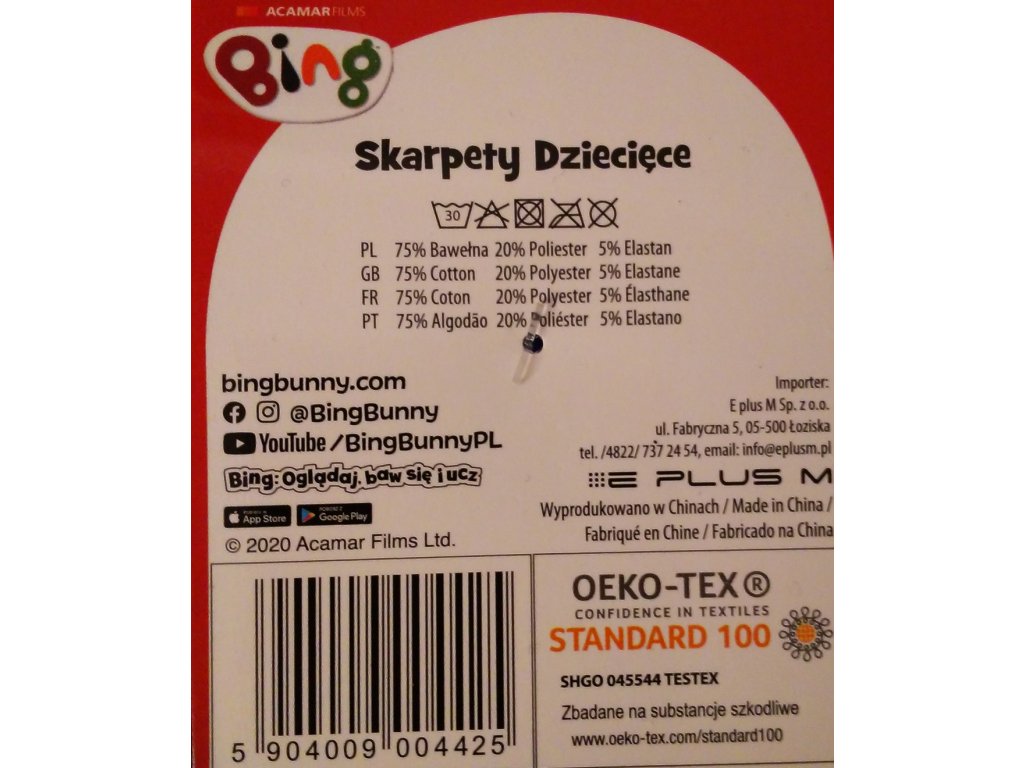 ACAMARFILMS
Bing
Skarpety Dziecięce
30
PL 75% Bawełna 20% Poliester 5% Elastan
GB 75% Cotton 20% Polyester 5% Elastane
FR 75% Coton 20% Polyester 5% Élasthane
PT 75% Algodão 20% Poliéster 5% Elastano
bingbunny.com
@BingBunny
YouTube /BingBunnyPL
Bing: Oglądaj, baw się i ucz
POBIERZ W
App Store
POBIERZ Z
Google Play
© 2020 Acamar Films Ltd.
Importer:
E plus M Sp. z o.o.
ul. Fabryczna 5, 05-500 Łoziska
tel. /4822/ 737 24 54, email: info@eplusm.pl
E PLUS M
Wyprodukowano w Chinach / Made in China /
Fabriqué en Chine / Fabricado na China
5 904009 004425
OEKO-TEX®
CONFIDENCE IN TEXTILES
STANDARD 100
SHGO 045544 TESTEX
Zbadane na substancje szkodliwe
www.oeko-tex.com/standard100